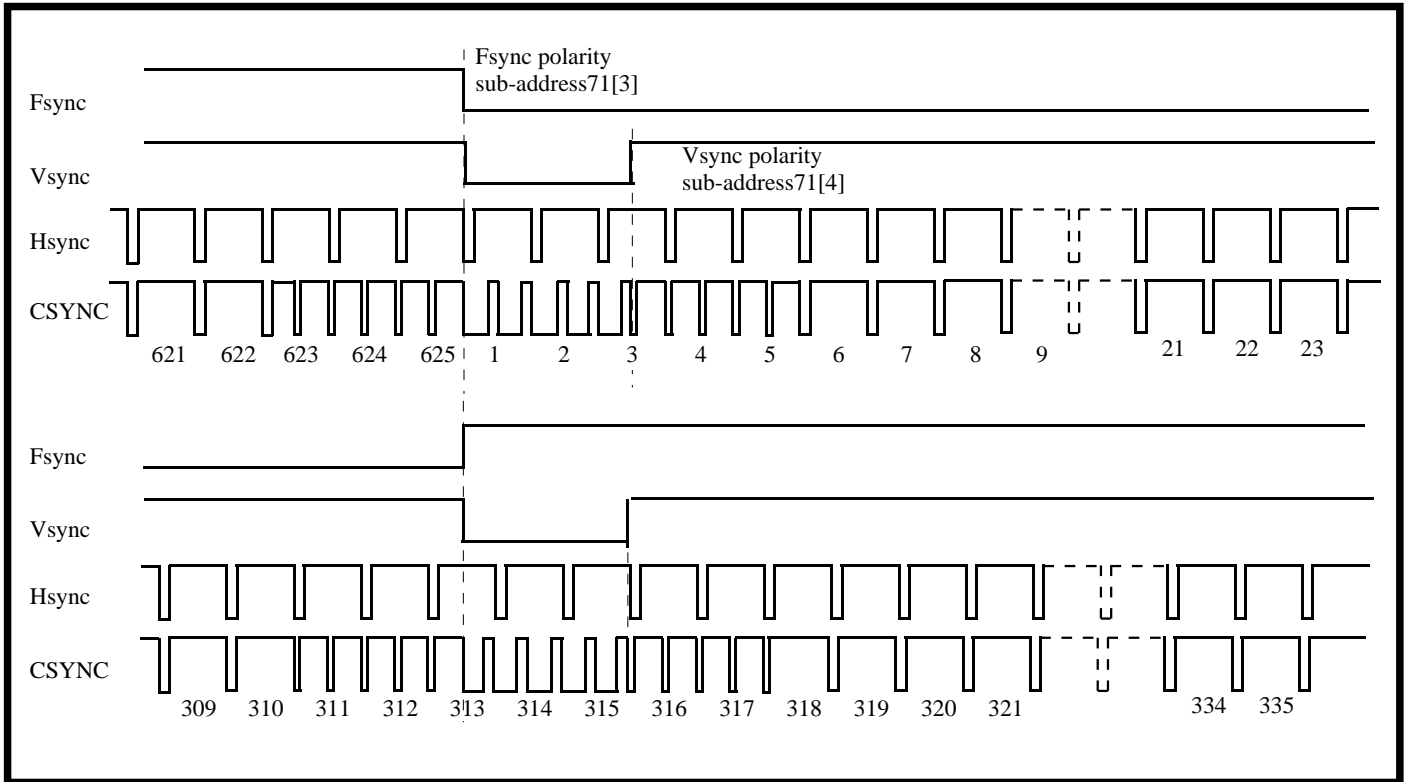 Fsync polarity
sub-address71[3]
Fsync
Vsync
Vsync polarity
sub-address71[4]
Hsync
CSYNC
621 622 623 624 625 1 2 3 4 5 6 7 8 9 21 22 23
Fsync
Vsync
Hsync
CSYNC
309 310 311 312 313 314 315 316 317 318 319 320 321 334 335